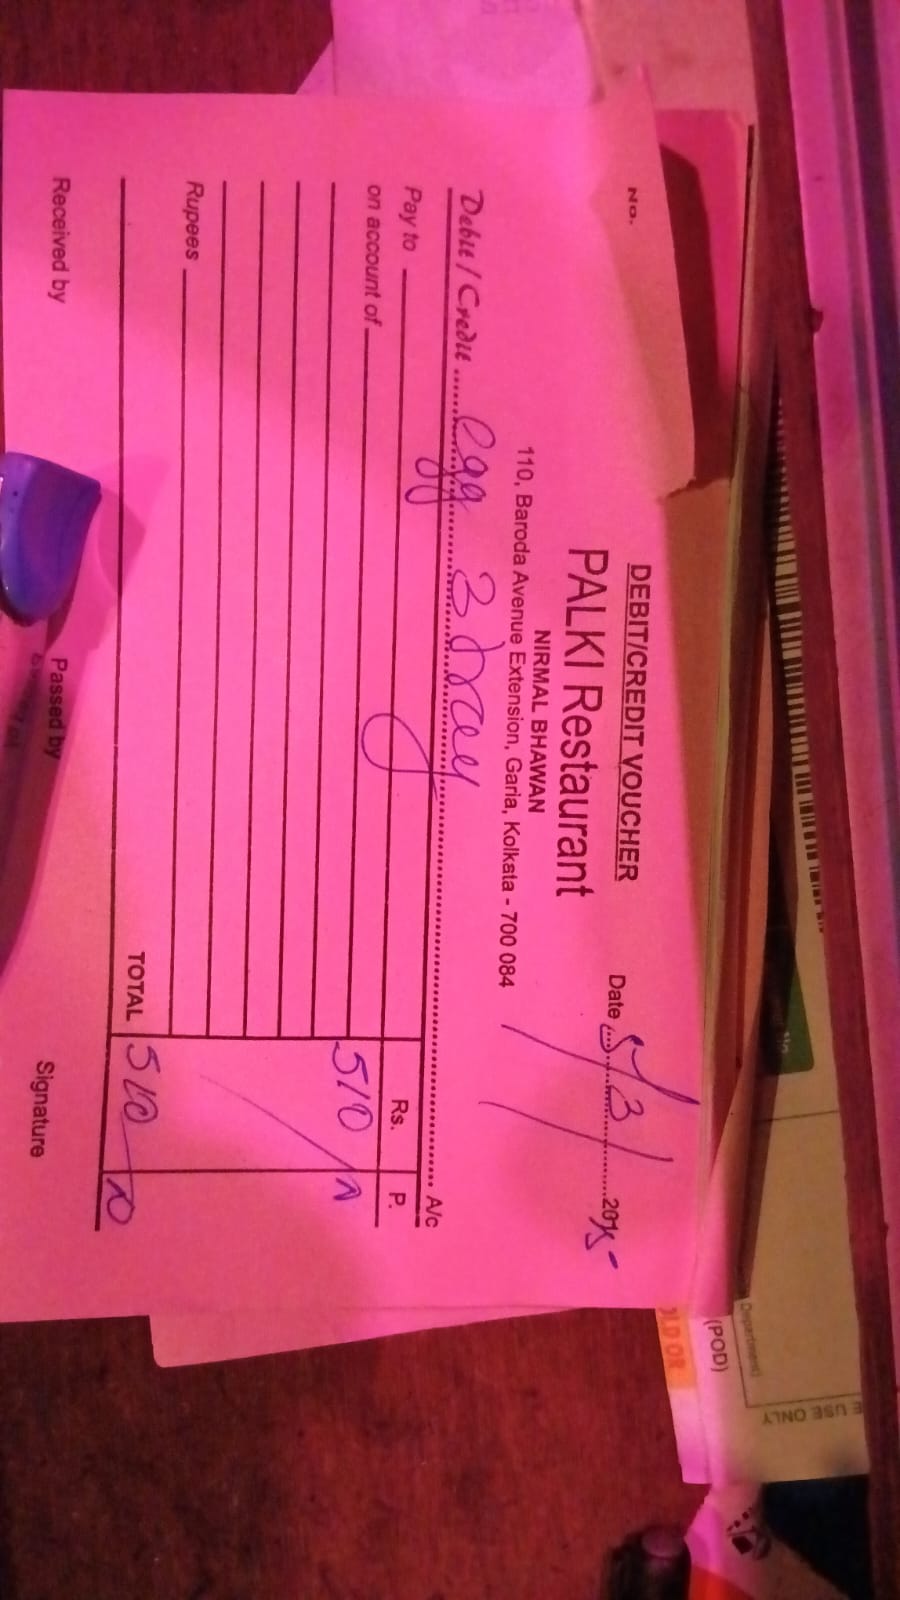 No.
DEBIT/CREDIT VOUCHER
PALKI Restaurant
Date 5/3/2025
NIRMAL BHAWAN
110, Baroda Avenue Extension, Garia, Kolkata - 700 084
Debit / Credit egg 3 tray A/c
Pay to
Rs. P.
on account of
510
Rupees
TOTAL 510
Received by
Passed by
Signature
(POD)
Department)
E USE ONLY